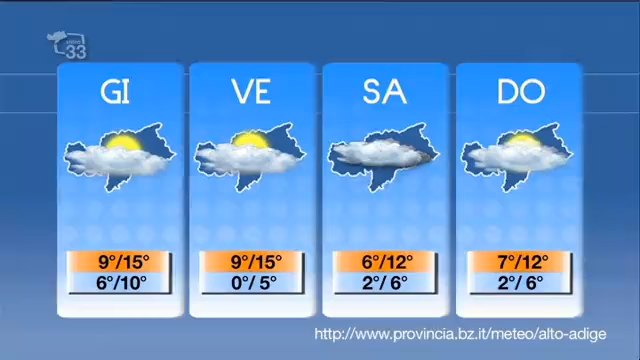 33
GI VE SA DO
9°/15° 9°/15° 6°/12° 7°/12°
6°/10° 0°/ 5° 2°/ 6° 2°/ 6°
http://www.provincia.bz.it/meteo/alto-adige